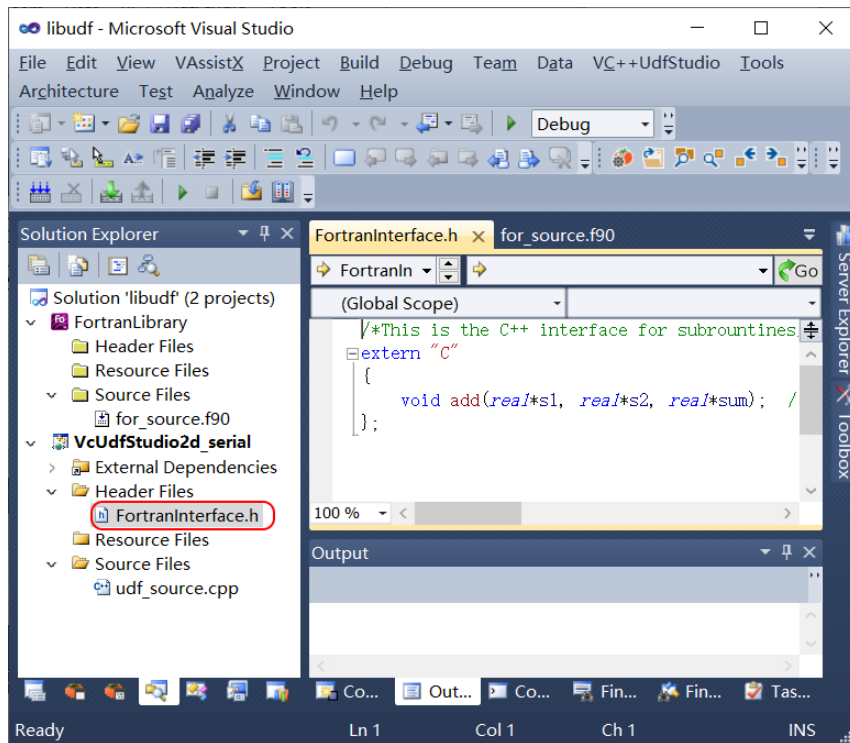 libudf - Microsoft Visual Studio
File Edit View VAssistX Project Build Debug Team Data VC++UdfStudio Tools
Architecture Test Analyze Window Help
Debug
Solution Explorer
FortranInterface.h for_source.f90
FortranIn
Go
(Global Scope)
Solution 'libudf' (2 projects)
FortranLibrary
Header Files
Resource Files
Source Files
for_source.f90
VcUdfStudio2d_serial
External Dependencies
Header Files
FortranInterface.h
Resource Files
Source Files
udf_source.cpp
/*This is the C++ interface for subrountines
extern "C"
{
void add(real*s1, real*s2, real*sum); /
};
100 %
Output
Server Explorer
Toolbox
Co... Out... Co... Fin... Fin... Tas...
Ready Ln 1 Col 1 Ch 1 INS